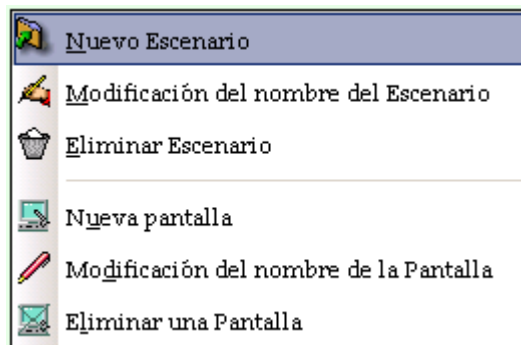 Nuevo Escenario
Modificación del nombre del Escenario
Eliminar Escenario
Nueva pantalla
Modificación del nombre de la Pantalla
Eliminar una Pantalla